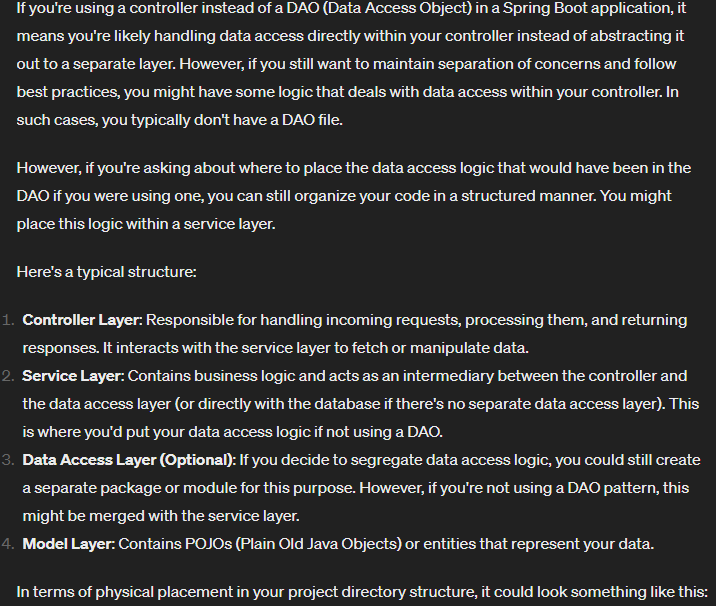 If you're using a controller instead of a DAO (Data Access Object) in a Spring Boot application, it
means you're likely handling data access directly within your controller instead of abstracting it
out to a separate layer. However, if you still want to maintain separation of concerns and follow
best practices, you might have some logic that deals with data access within your controller. In
such cases, you typically don't have a DAO file.
However, if you're asking about where to place the data access logic that would have been in the
DAO if you were using one, you can still organize your code in a structured manner. You might
place this logic within a service layer.
Here's a typical structure:
1. Controller Layer: Responsible for handling incoming requests, processing them, and returning
responses. It interacts with the service layer to fetch or manipulate data.
2. Service Layer: Contains business logic and acts as an intermediary between the controller and
the data access layer (or directly with the database if there's no separate data access layer). This
is where you'd put your data access logic if not using a DAO.
3. Data Access Layer (Optional): If you decide to segregate data access logic, you could still create
a separate package or module for this purpose. However, if you're not using a DAO pattern, this
might be merged with the service layer.
4. Model Layer: Contains POJOs (Plain Old Java Objects) or entities that represent your data.
In terms of physical placement in your project directory structure, it could look something like this: